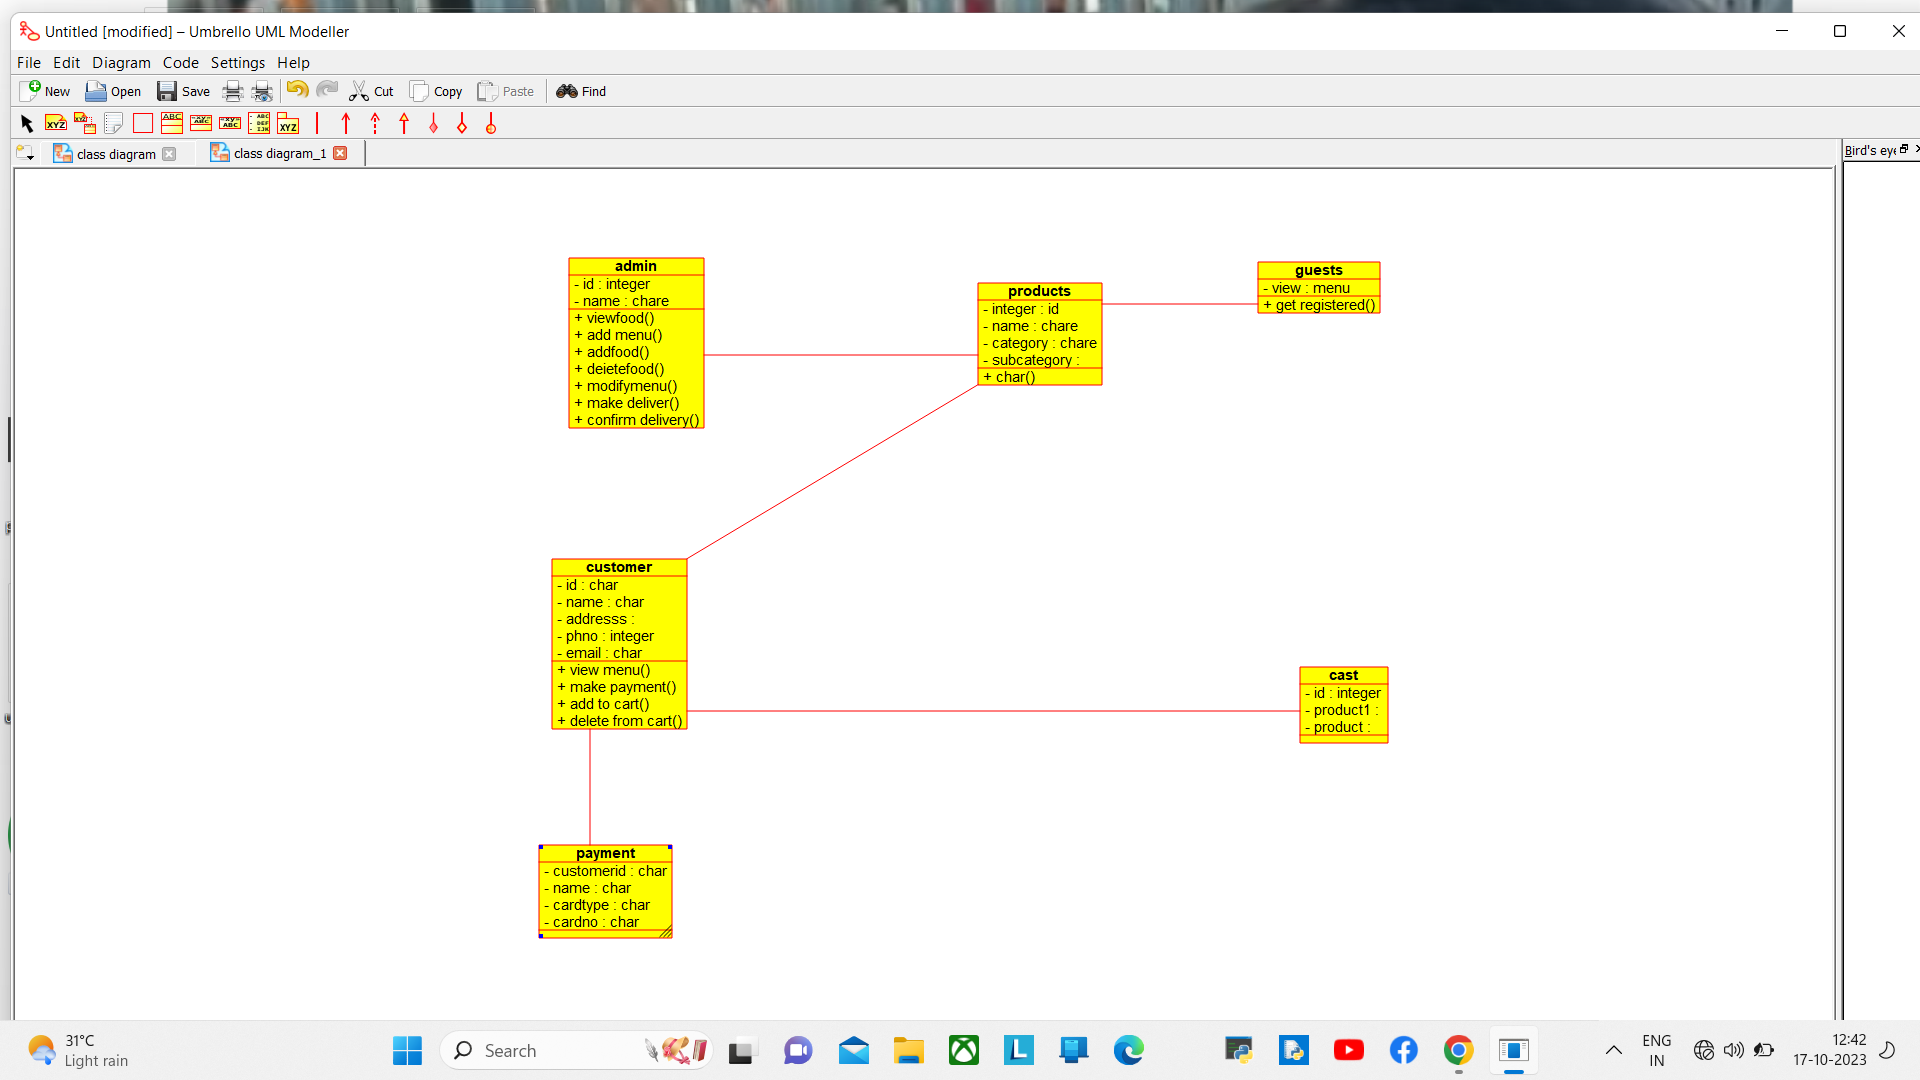 Untitled [modified] – Umbrello UML Modeller
File Edit Diagram Code Settings Help
New Open Save Cut Copy Paste Find
class diagram class diagram_1
Bird's eye
admin
- id : integer
- name : chare
+ viewfood()
+ add menu()
+ addfood()
+ deietefood()
+ modifymenu()
+ make deliver()
+ confirm delivery()
products
- integer : id
- name : chare
- category : chare
- subcategory :
+ char()
guests
- view : menu
+ get registered()
customer
- id : char
- name : char
- addresss :
- phno : integer
- email : char
+ view menu()
+ make payment()
+ add to cart()
+ delete from cart()
cast
- id : integer
- product1 :
- product :
payment
- customerid : char
- name : char
- cardtype : char
- cardno : char
31°C
Light rain
Search
ENG
IN
12:42
17-10-2023